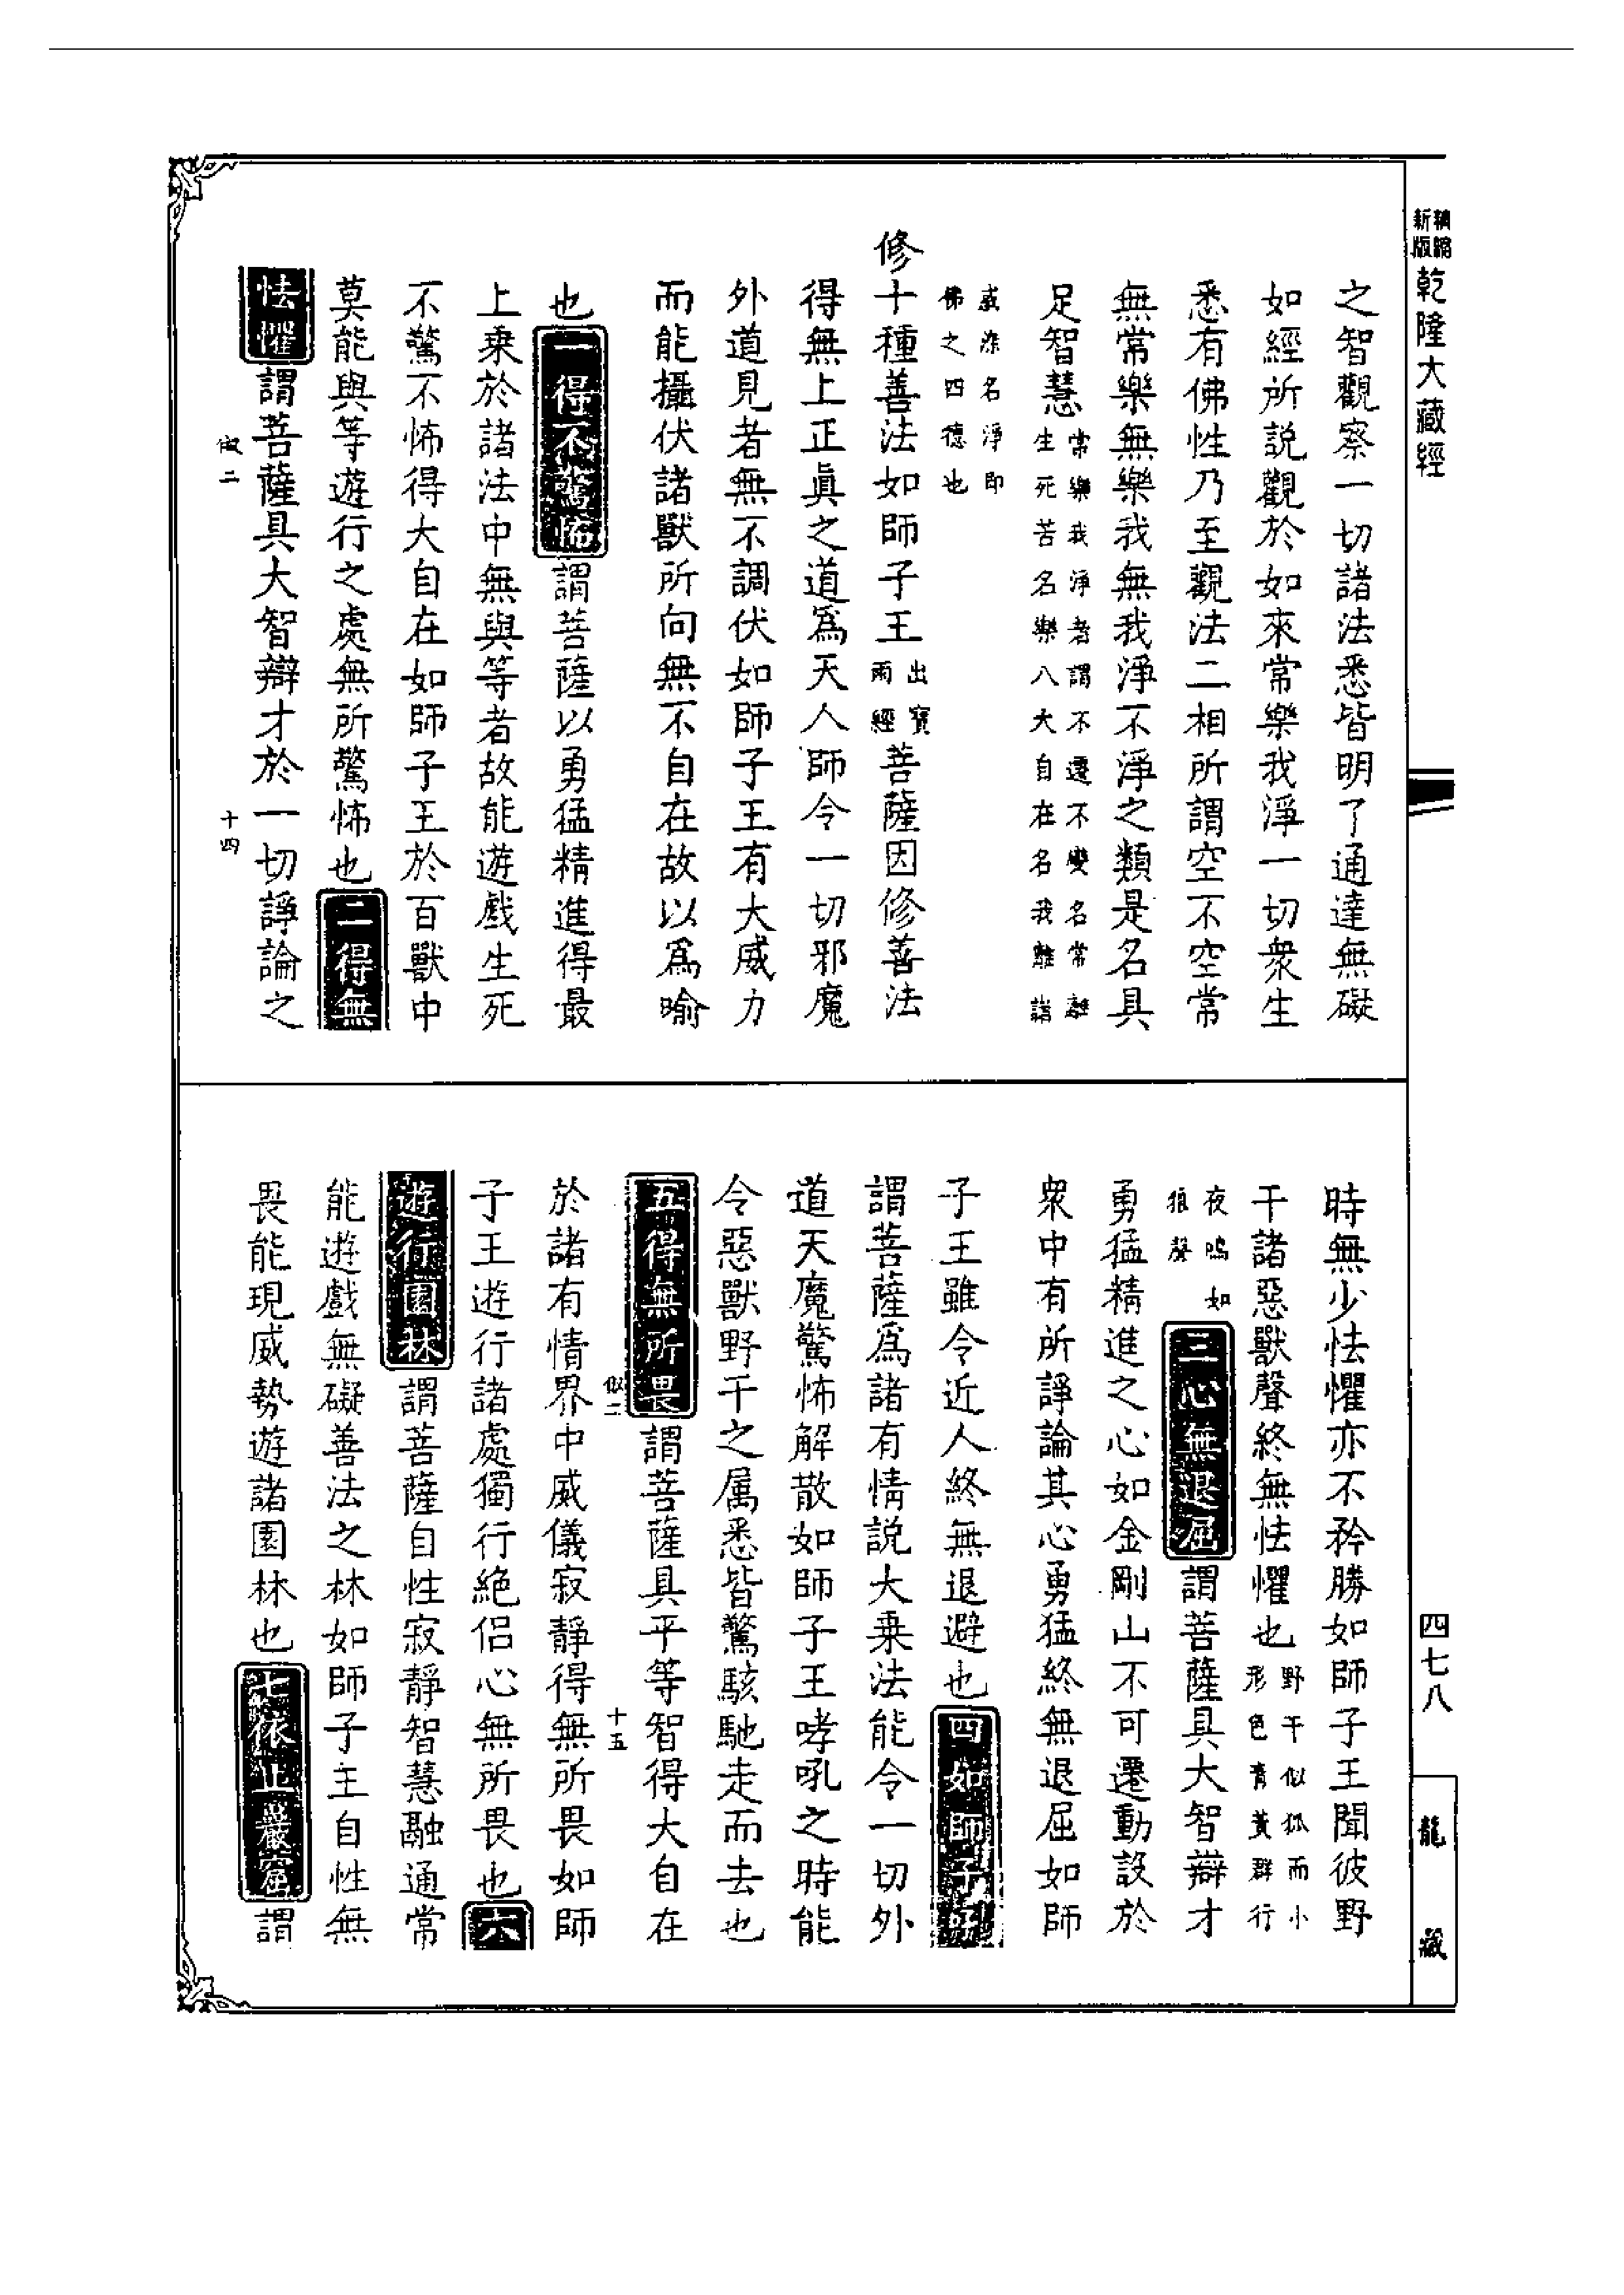 新版
精縮
乾隆大藏經
之智觀察一切諸法悉皆明了通達無礙
如經所説觀於如來常樂我淨一切衆生
悉有佛性乃至觀法二相所謂空不空常
無常樂無樂我無我淨不淨之類是名具
足智慧常樂我淨者謂不遷不變名常離生死苦名樂八大自在名我離諸
惑染名淨即佛之四德也
修十種善法如師子王出寶雨經菩薩因修善法
得無上正眞之道爲天人師令一切邪魔
外道見者無不調伏如師子王有大威力
而能攝伏諸獸所向無不自在故以爲喻
也一得不驚怖謂菩薩以勇猛精進得最
上乗於諸法中無與等者故能遊戲生死
不驚不怖得大自在如師子王於百獸中
莫能與等遊行之處無所驚怖也二得無
怯懼謂菩薩具大智辯才於一切諍論之
俶二 十四
時無少怯懼亦不矜勝如師子王聞彼野
干諸惡獸聲終無怯懼也野干似狐而小形色青黃群行
夜鳴如狼聲三心無退屈謂菩薩具大智辯才
勇猛精進之心如金剛山不可遷動設於
衆中有所諍論其心勇猛終無退屈如師
子王雖令近人終無退避也四如師子吼
謂菩薩爲諸有情説大乗法能令一切外
道天魔驚怖解散如師子王哮吼之時能
令惡獸野干之属悉皆驚駭馳走而去也
五得無所畏謂菩薩具平等智得大自在
俶二 十五
於諸有情界中威儀寂靜得無所畏如師
子王遊行諸處獨行絶侣心無所畏也六
遊行園林謂菩薩自性寂靜智慧融通常
能遊戲無礙善法之林如師子王自性無
畏能現威勢遊諸園林也七依止巖窟謂
四七八
龍藏